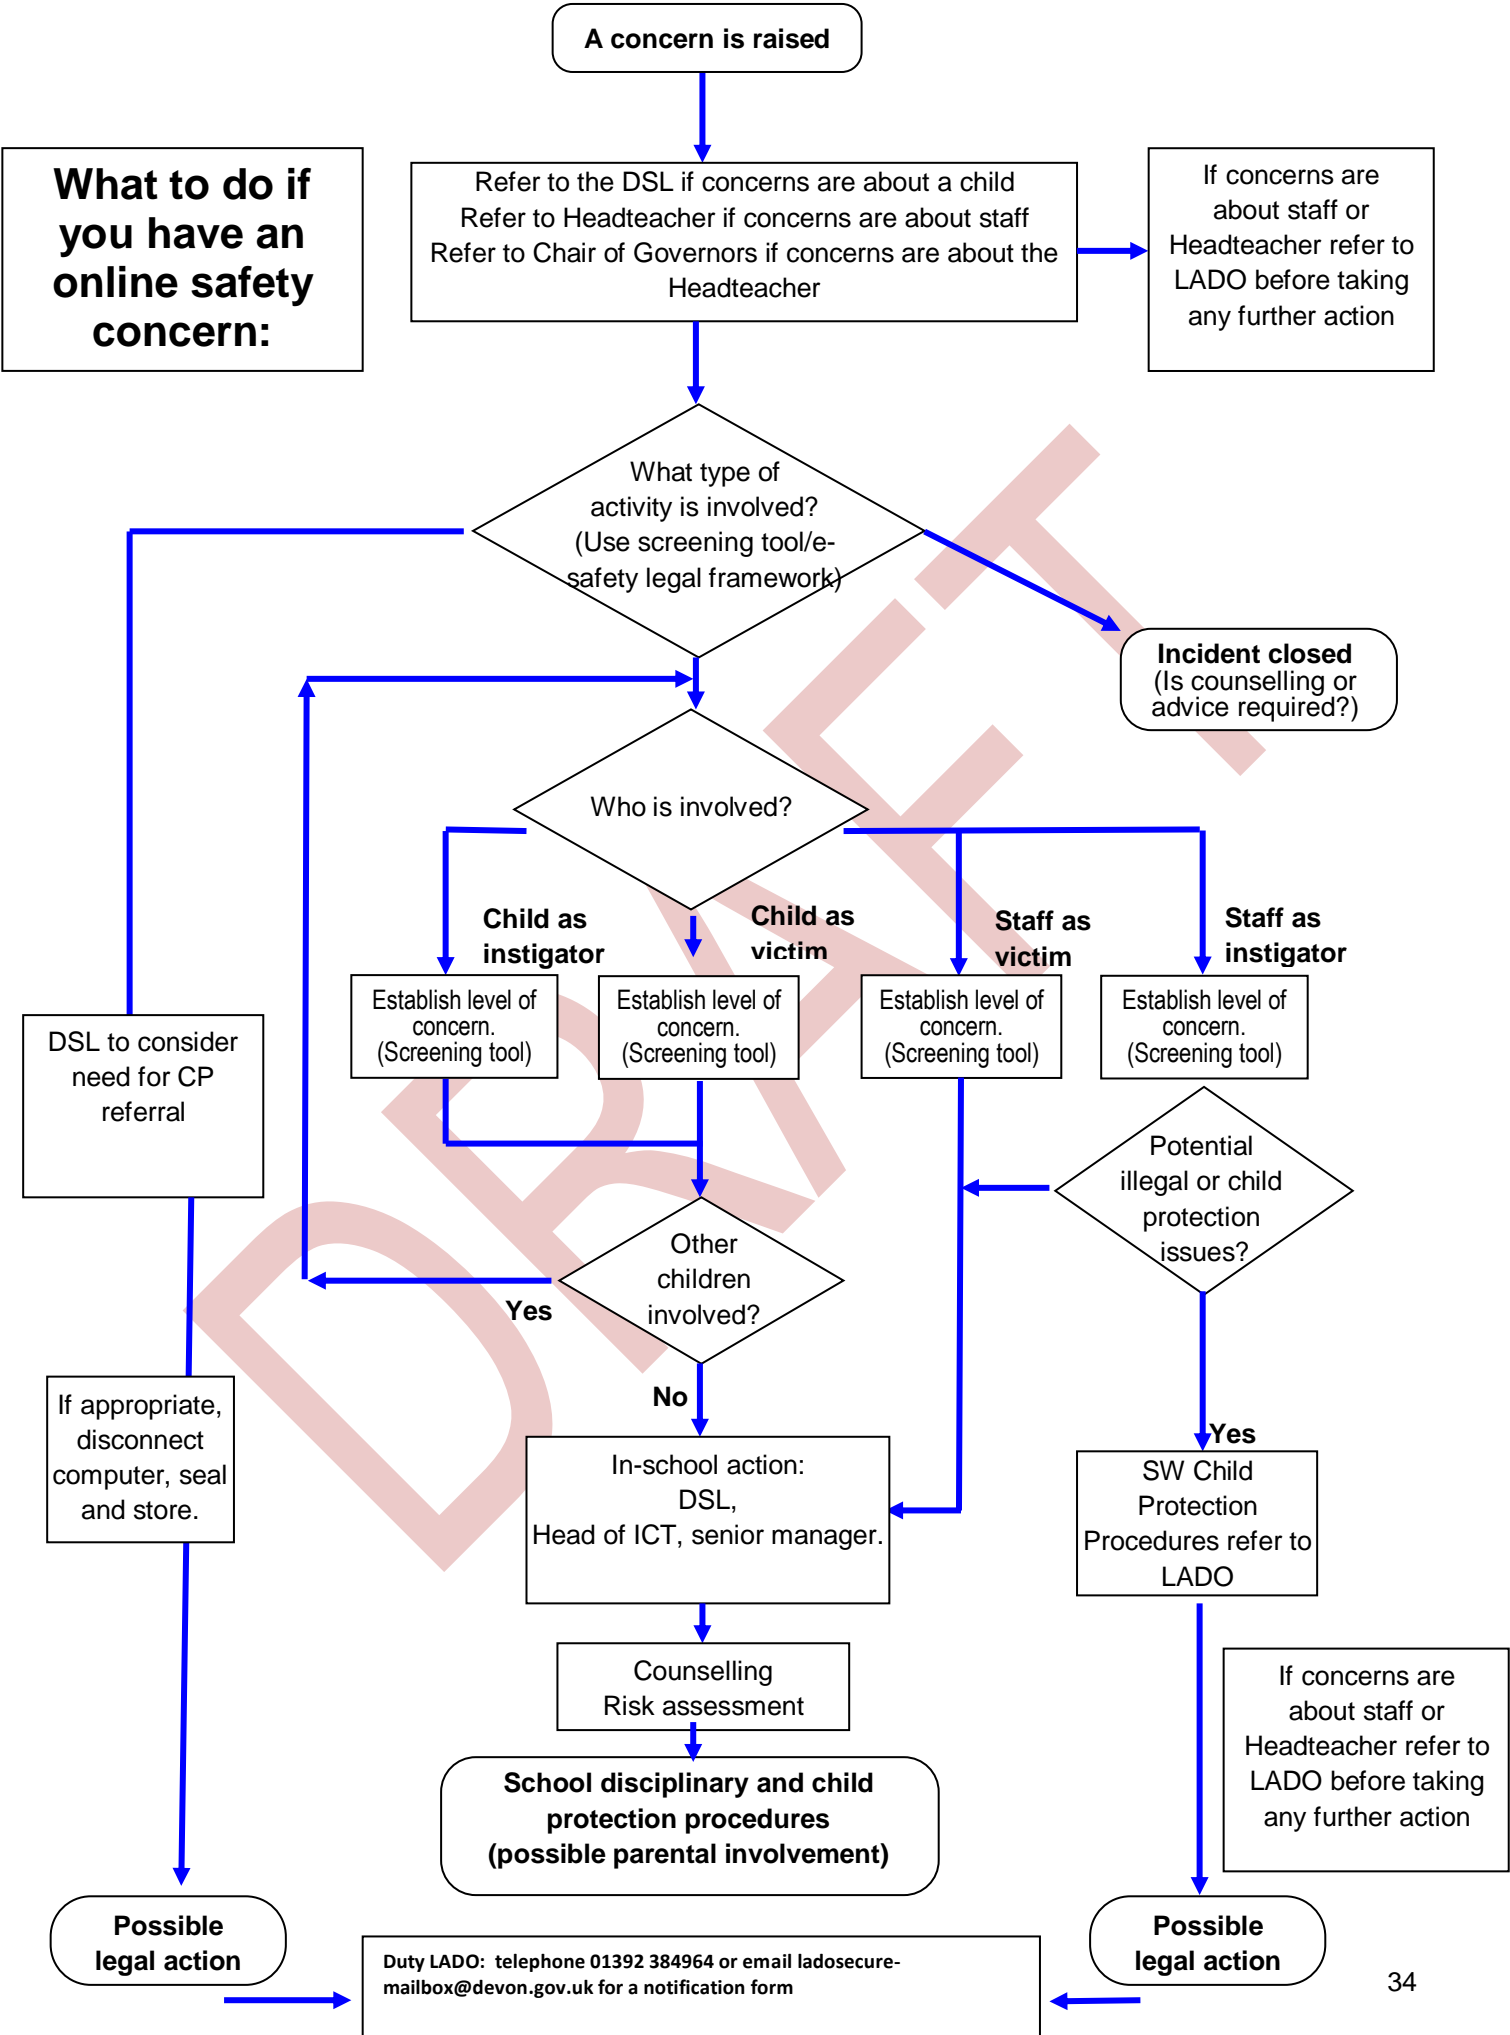 A concern is raised
What to do if
you have an
online safety
concern:
Refer to the DSL if concerns are about a child
Refer to Headteacher if concerns are about staff
Refer to Chair of Governors if concerns are about the
Headteacher
If concerns are
about staff or
Headteacher refer to
LADO before taking
any further action
What type of
activity is involved?
(Use screening tool/e-
safety legal framework)
Incident closed
(Is counselling or
advice required?)
Who is involved?
Child as
instigator
Child as
victim
Staff as
victim
Staff as
instigator
Establish level of
concern.
(Screening tool)
Establish level of
concern.
(Screening tool)
Establish level of
concern.
(Screening tool)
Establish level of
concern.
(Screening tool)
DSL to consider
need for CP
referral
Potential
illegal or child
protection
issues?
Other
children
involved?
Yes
No
If appropriate,
disconnect
computer, seal
and store.
In-school action:
DSL,
Head of ICT, senior manager.
Yes
SW Child
Protection
Procedures refer to
LADO
Counselling
Risk assessment
If concerns are
about staff or
Headteacher refer to
LADO before taking
any further action
School disciplinary and child
protection procedures
(possible parental involvement)
Possible
legal action
Possible
legal action
Duty LADO: telephone 01392 384964 or email ladosecure-
mailbox@devon.gov.uk for a notification form
34
DRAFT